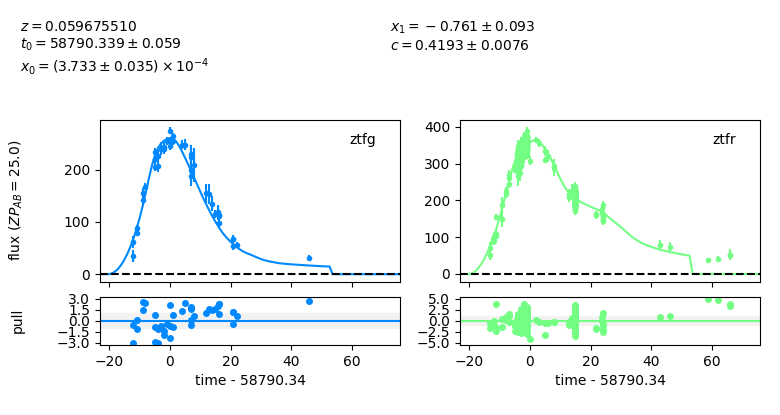 z = 0.059675510
t₀ = 58790.339 ± 0.059
x₀ = (3.733 ± 0.035) × 10⁻⁴
x₁ = −0.761 ± 0.093
c = 0.4193 ± 0.0076
flux (ZP_AB = 25.0)
ztfg
200
100
0
ztfr
400
300
200
100
0
pull
3.0
1.5
0.0
−1.5
−3.0
−20 0 20 40 60
time - 58790.34
5.0
2.5
0.0
−2.5
−5.0
−20 0 20 40 60
time - 58790.34